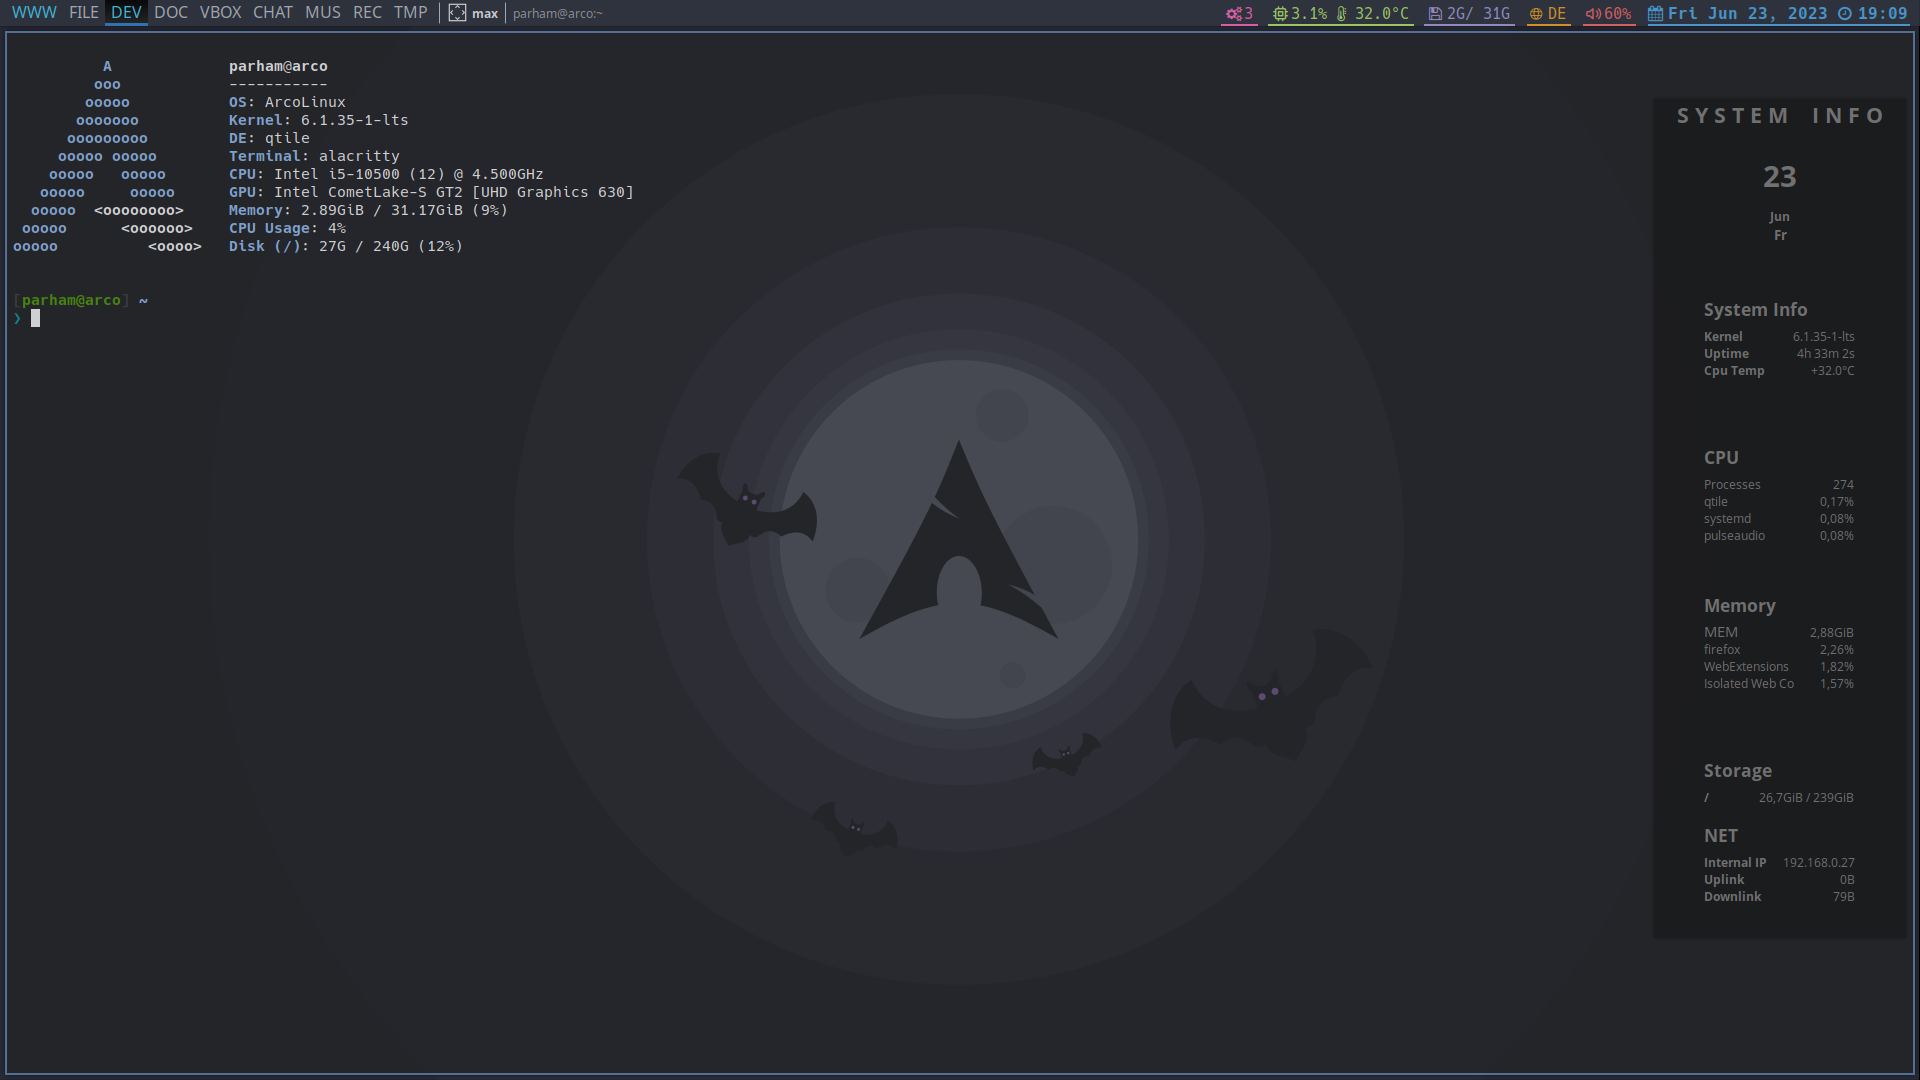 WWW FILE DEV DOC VBOX CHAT MUS REC TMP max parham@arco:~ 3 3.1% 32.0°C 2G/ 31G DE 60% Fri Jun 23, 2023 19:09
A
ooo
ooooo
ooooooo
ooooooooo
ooooo ooooo
ooooo ooooo
ooooo ooooo
ooooo <oooooooo>
ooooo <oooooo>
ooooo <oooo>
parham@arco
-----------
OS: ArcoLinux
Kernel: 6.1.35-1-lts
DE: qtile
Terminal: alacritty
CPU: Intel i5-10500 (12) @ 4.500GHz
GPU: Intel CometLake-S GT2 [UHD Graphics 630]
Memory: 2.89GiB / 31.17GiB (9%)
CPU Usage: 4%
Disk (/): 27G / 240G (12%)
[parham@arco] ~
❯
SYSTEM INFO
23
Jun
Fr
System Info
Kernel 6.1.35-1-lts
Uptime 4h 33m 2s
Cpu Temp +32.0°C
CPU
Processes 274
qtile 0,17%
systemd 0,08%
pulseaudio 0,08%
Memory
MEM 2,88GiB
firefox 2,26%
WebExtensions 1,82%
Isolated Web Co 1,57%
Storage
/ 26,7GiB / 239GiB
NET
Internal IP 192.168.0.27
Uplink 0B
Downlink 79B